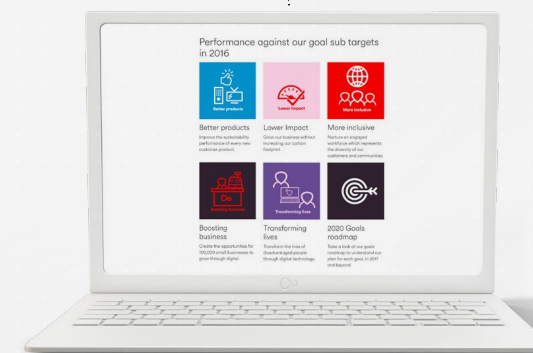 Performance against our goal sub targets
in 2016
Better products
Lower Impact
More inclusive
Better products
Lower Impact
More inclusive
Improve the sustainability
performance of every new
customer product.
Grow our business without
increasing our carbon
footprint.
Nurture an engaged
workforce which represents
the diversity of our
customers and communities.
Boosting business
Transforming lives
Boosting
business
Transforming
lives
2020 Goals
roadmap
Create the opportunities for
100,000 small businesses to
grow through digital.
Transform the lives of
disadvantaged people
through digital technology.
Take a look at our goals
roadmap to understand our
plan for each goal, in 2017
and beyond.